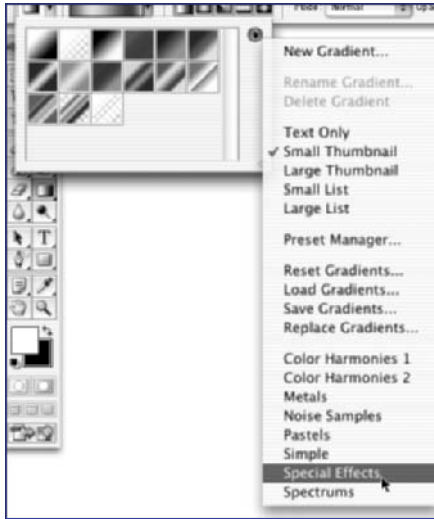 Mode
Normal
New Gradient...
Rename Gradient...
Delete Gradient
Text Only
✓ Small Thumbnail
Large Thumbnail
Small List
Large List
Preset Manager...
Reset Gradients...
Load Gradients...
Save Gradients...
Replace Gradients...
Color Harmonies 1
Color Harmonies 2
Metals
Noise Samples
Pastels
Simple
Special Effects
Spectrums
T